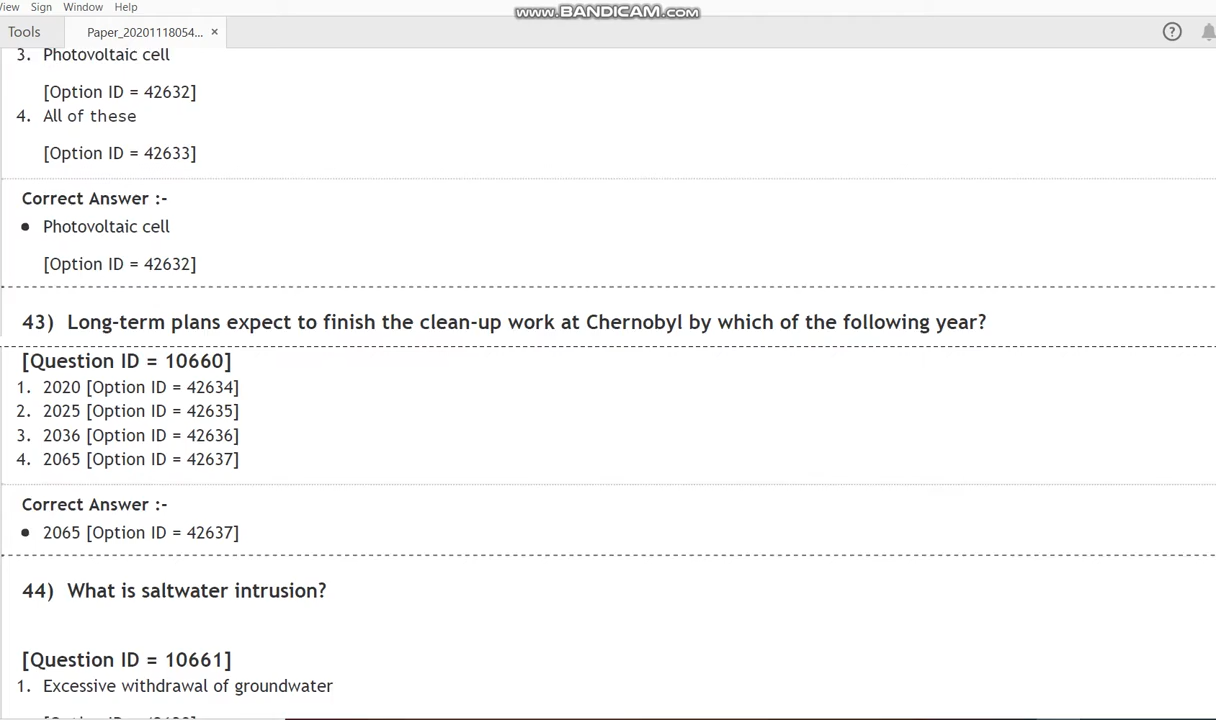 View Sign Window Help
www.BANDICAM.com
Tools Paper_20201118054... × ?
3. Photovoltaic cell
[Option ID = 42632]
4. All of these
[Option ID = 42633]
Correct Answer :-
• Photovoltaic cell
[Option ID = 42632]
43) Long-term plans expect to finish the clean-up work at Chernobyl by which of the following year?
[Question ID = 10660]
1. 2020 [Option ID = 42634]
2. 2025 [Option ID = 42635]
3. 2036 [Option ID = 42636]
4. 2065 [Option ID = 42637]
Correct Answer :-
• 2065 [Option ID = 42637]
44) What is saltwater intrusion?
[Question ID = 10661]
1. Excessive withdrawal of groundwater